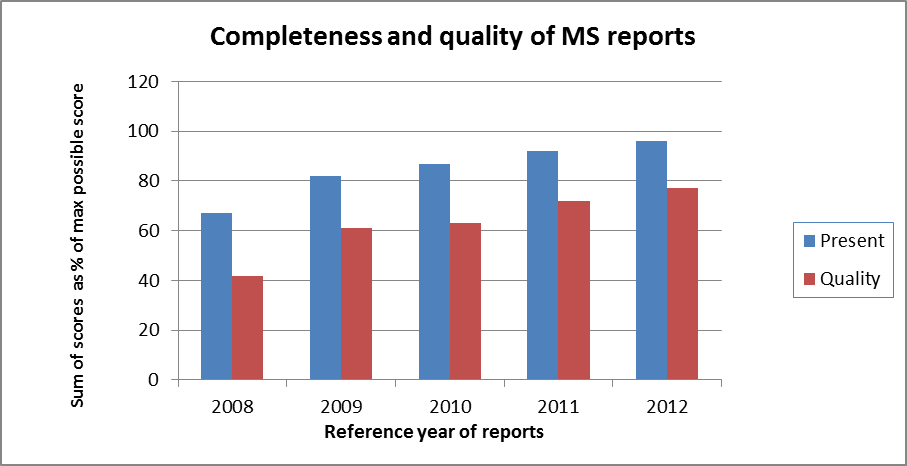 Completeness and quality of MS reports
Sum of scores as% of max possible score
120
100
80
60
40
20
0
2008 2009 2010 2011 2012
Reference year of reports
Present
Quality